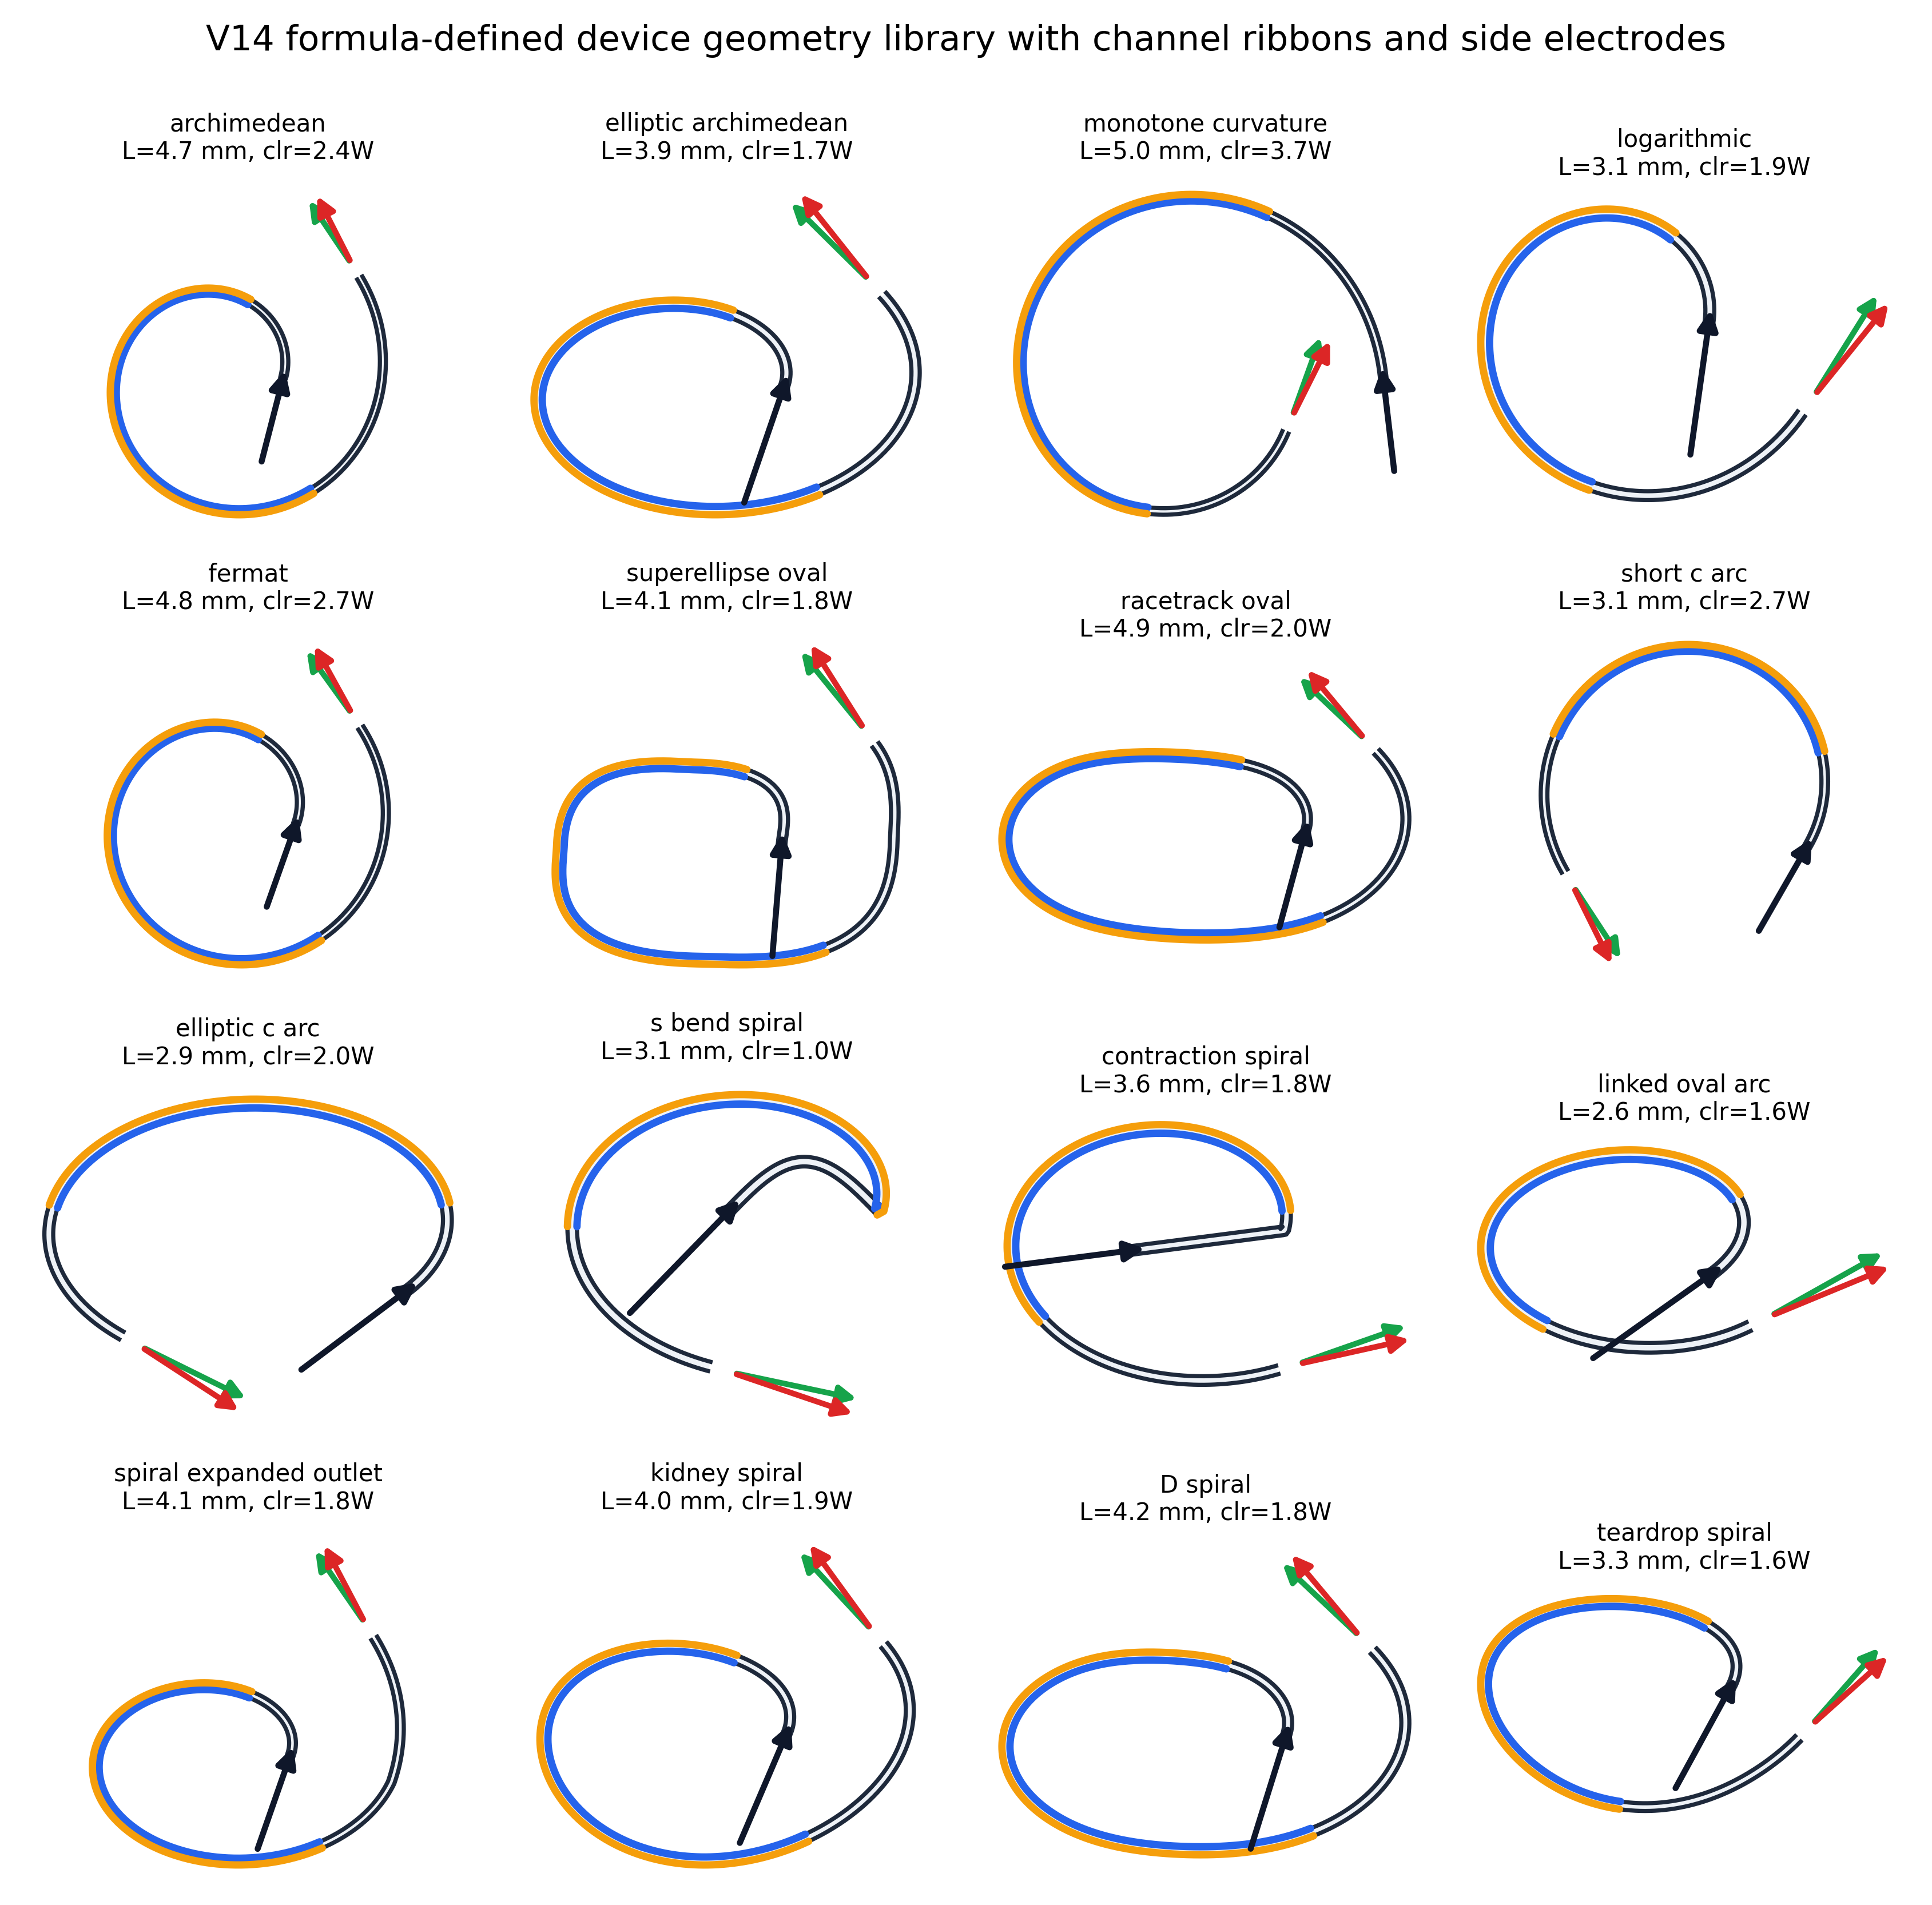 V14 formula-defined device geometry library with channel ribbons and side electrodes
archimedean
L=4.7 mm, clr=2.4W
elliptic archimedean
L=3.9 mm, clr=1.7W
monotone curvature
L=5.0 mm, clr=3.7W
logarithmic
L=3.1 mm, clr=1.9W
fermat
L=4.8 mm, clr=2.7W
superellipse oval
L=4.1 mm, clr=1.8W
racetrack oval
L=4.9 mm, clr=2.0W
short c arc
L=3.1 mm, clr=2.7W
elliptic c arc
L=2.9 mm, clr=2.0W
s bend spiral
L=3.1 mm, clr=1.0W
contraction spiral
L=3.6 mm, clr=1.8W
linked oval arc
L=2.6 mm, clr=1.6W
spiral expanded outlet
L=4.1 mm, clr=1.8W
kidney spiral
L=4.0 mm, clr=1.9W
D spiral
L=4.2 mm, clr=1.8W
teardrop spiral
L=3.3 mm, clr=1.6W